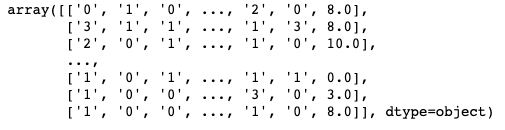 array([['0', '1', '0', ..., '2', '0', 8.0],
['3', '1', '1', ..., '1', '3', 8.0],
['2', '0', '1', ..., '1', '0', 10.0],
...,
['1', '0', '1', ..., '1', '1', 0.0],
['1', '0', '0', ..., '3', '0', 3.0],
['1', '0', '0', ..., '1', '0', 8.0]], dtype=object)